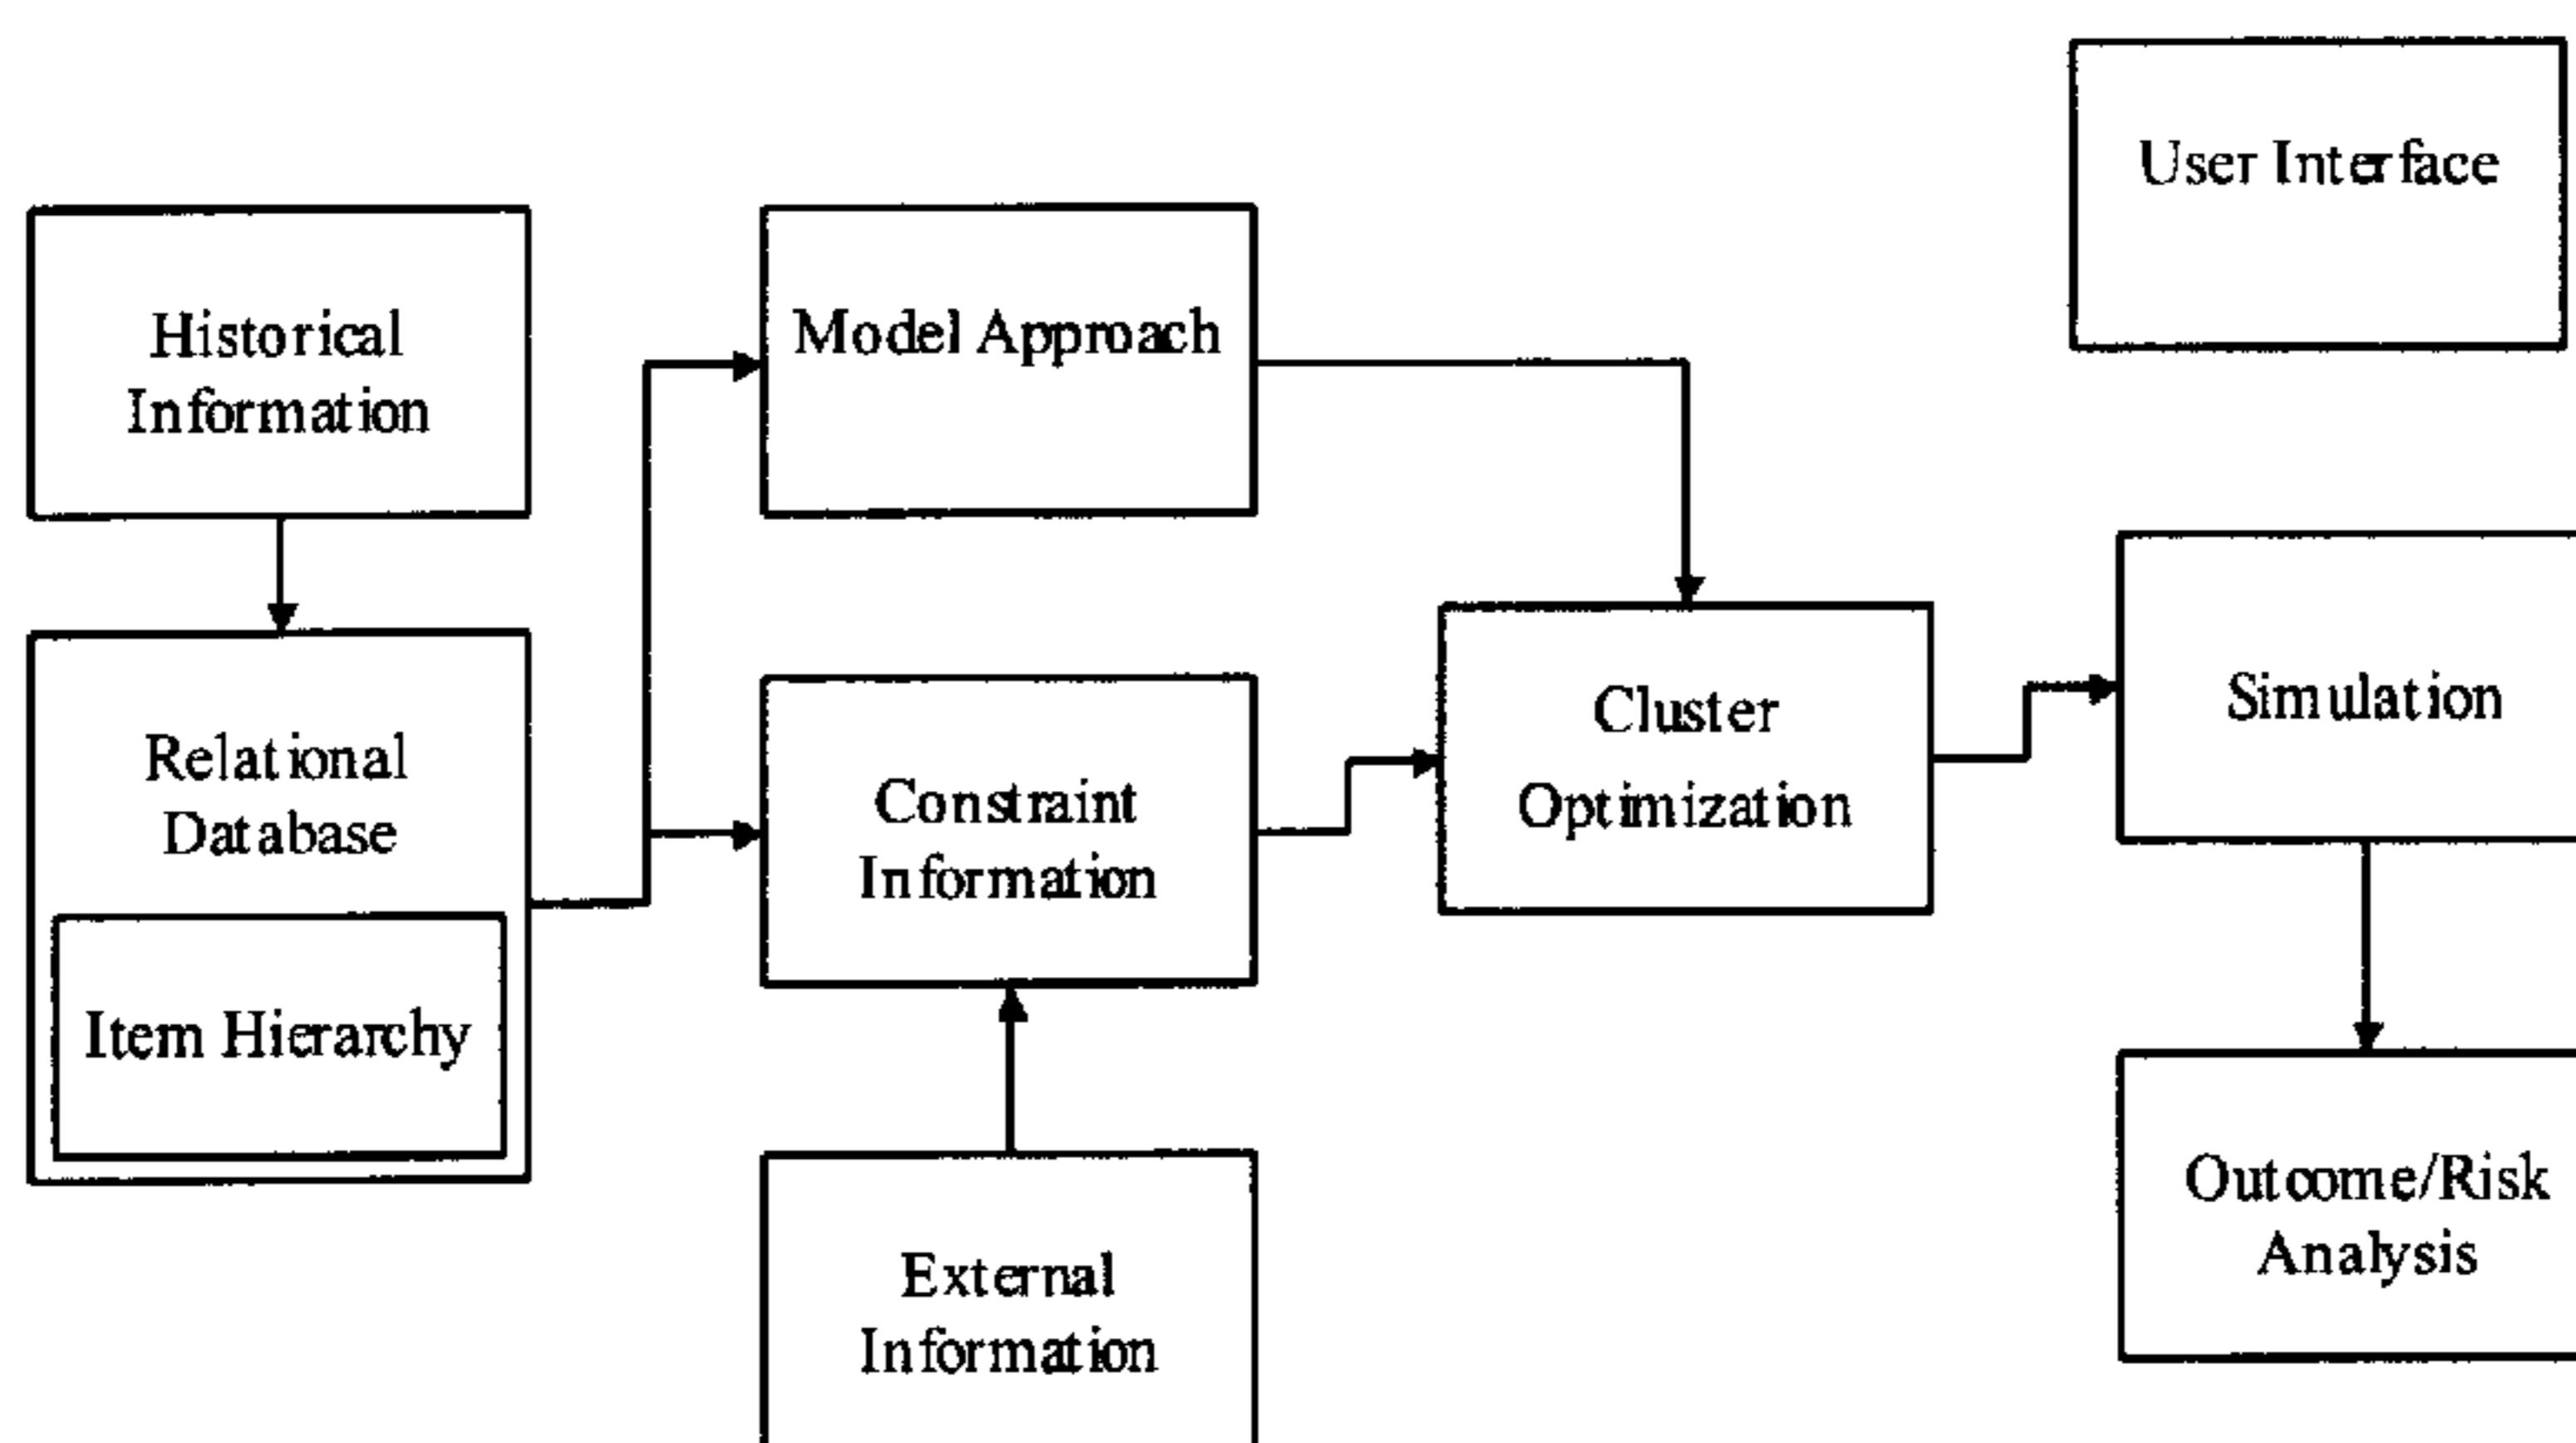 User Interface
Historical
Information
Model Approach
Relational
Database
Item Hierarchy
Constraint
Information
External
Information
Cluster
Optimization
Simulation
Outcome/Risk
Analysis